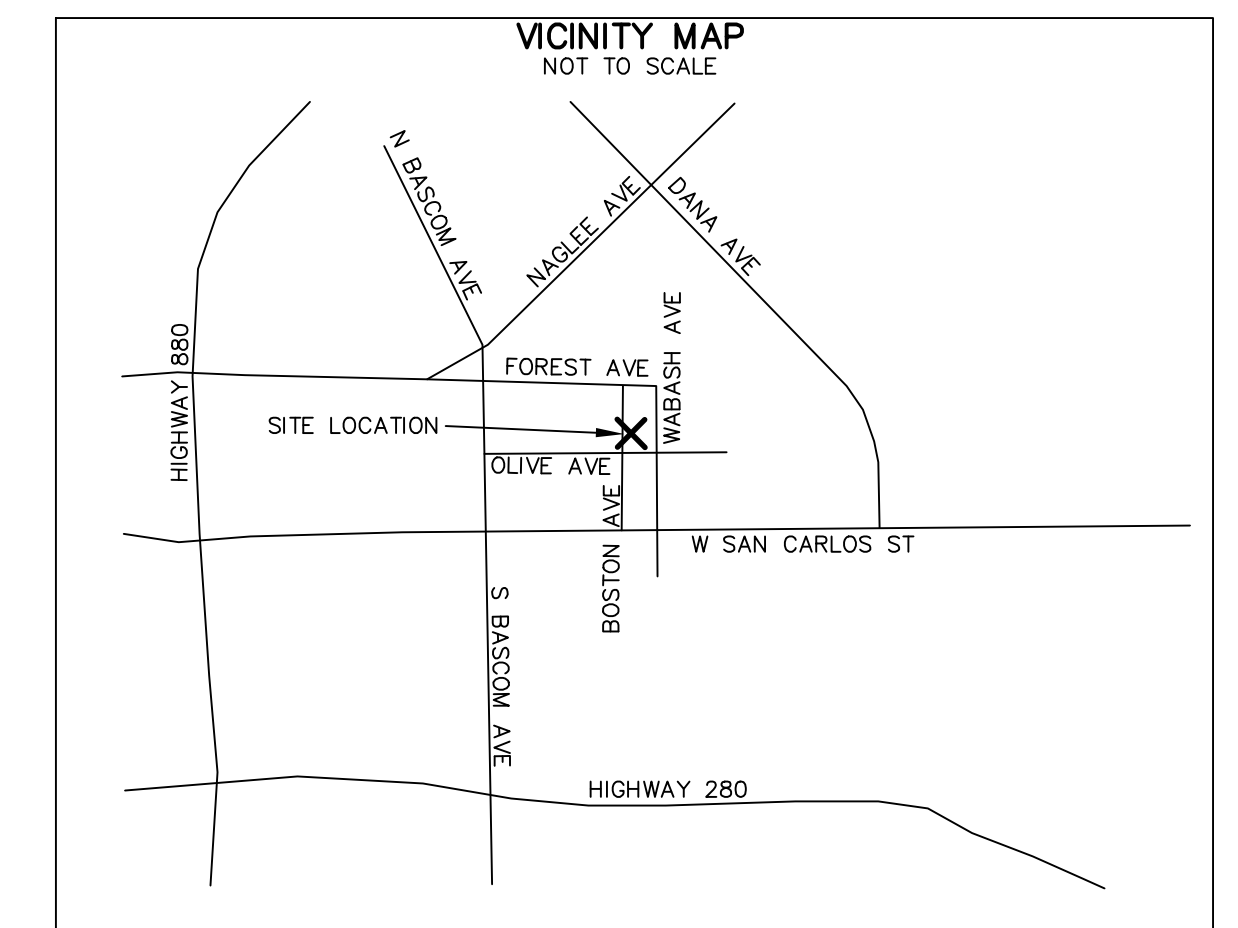 VICINITY MAP
NOT TO SCALE
N BASCOM AVE
NAGLEE AVE
DANA AVE
HIGHWAY 880
WABASH AVE
FOREST AVE
SITE LOCATION
OLIVE AVE
BOSTON AVE
W SAN CARLOS ST
S BASCOM AVE
HIGHWAY 280